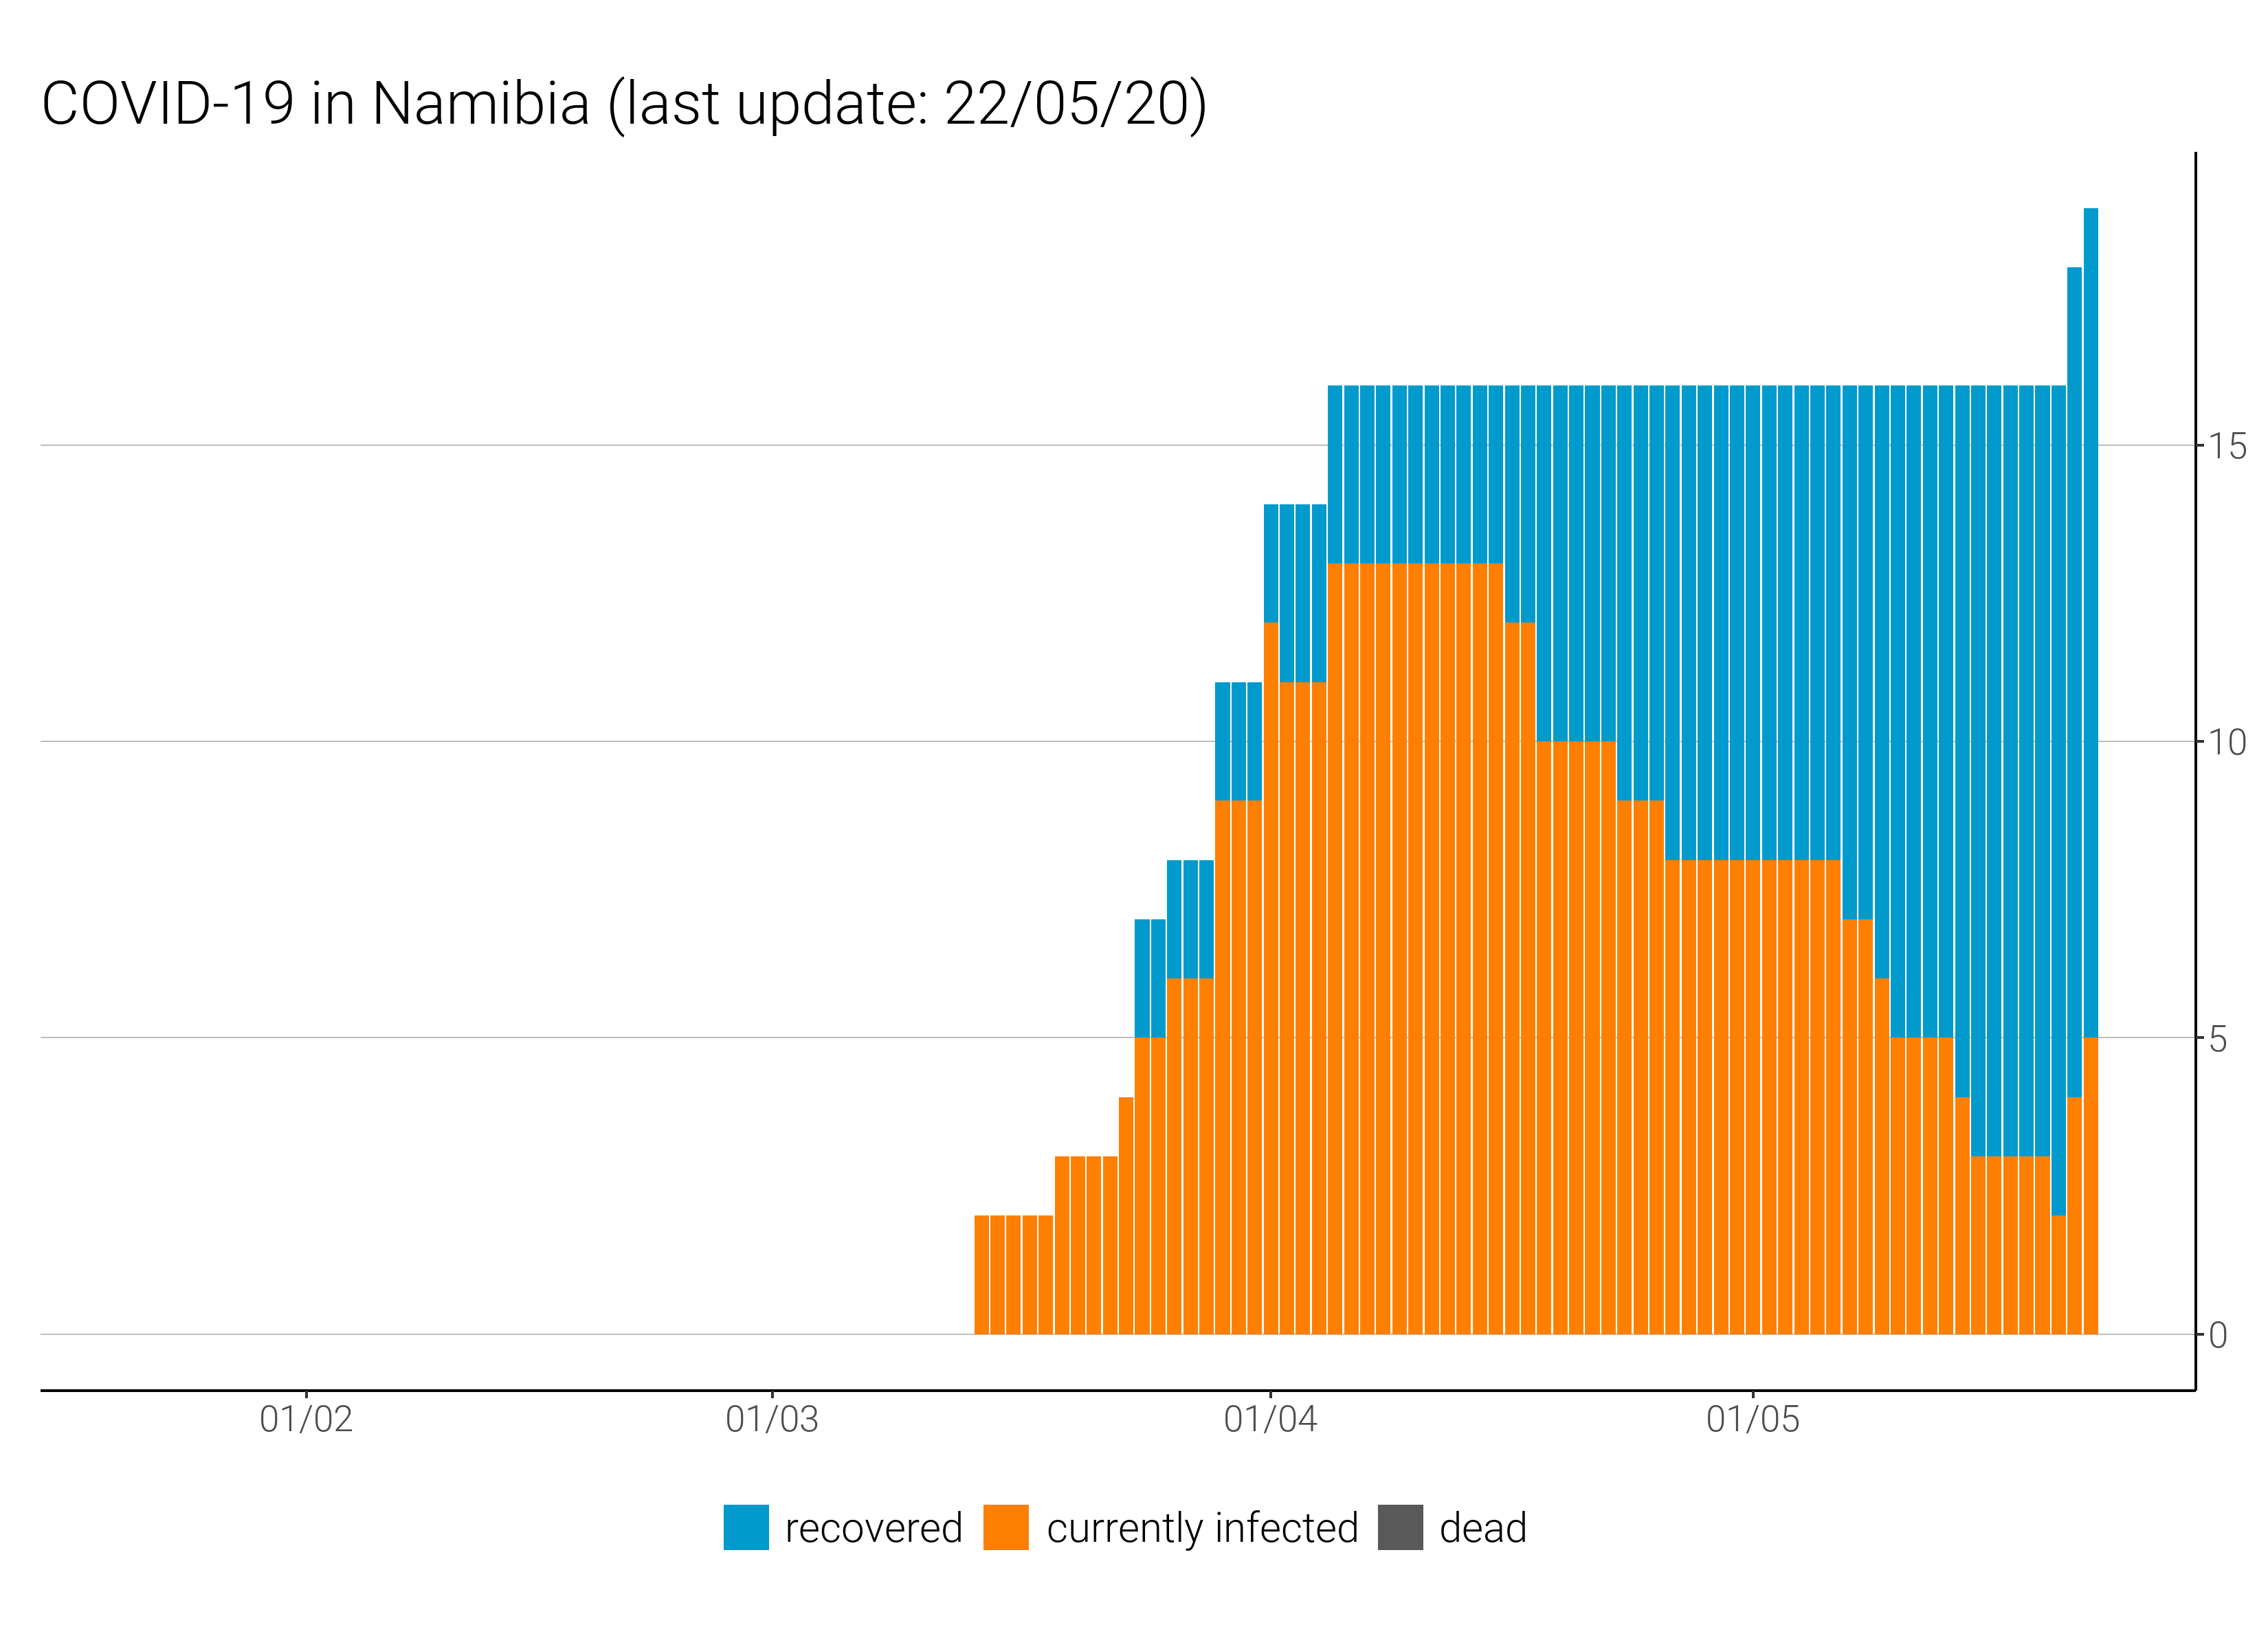 COVID-19 in Namibia (last update: 22/05/20)
15
10
5
0
01/02 01/03 01/04 01/05
recovered currently infected dead